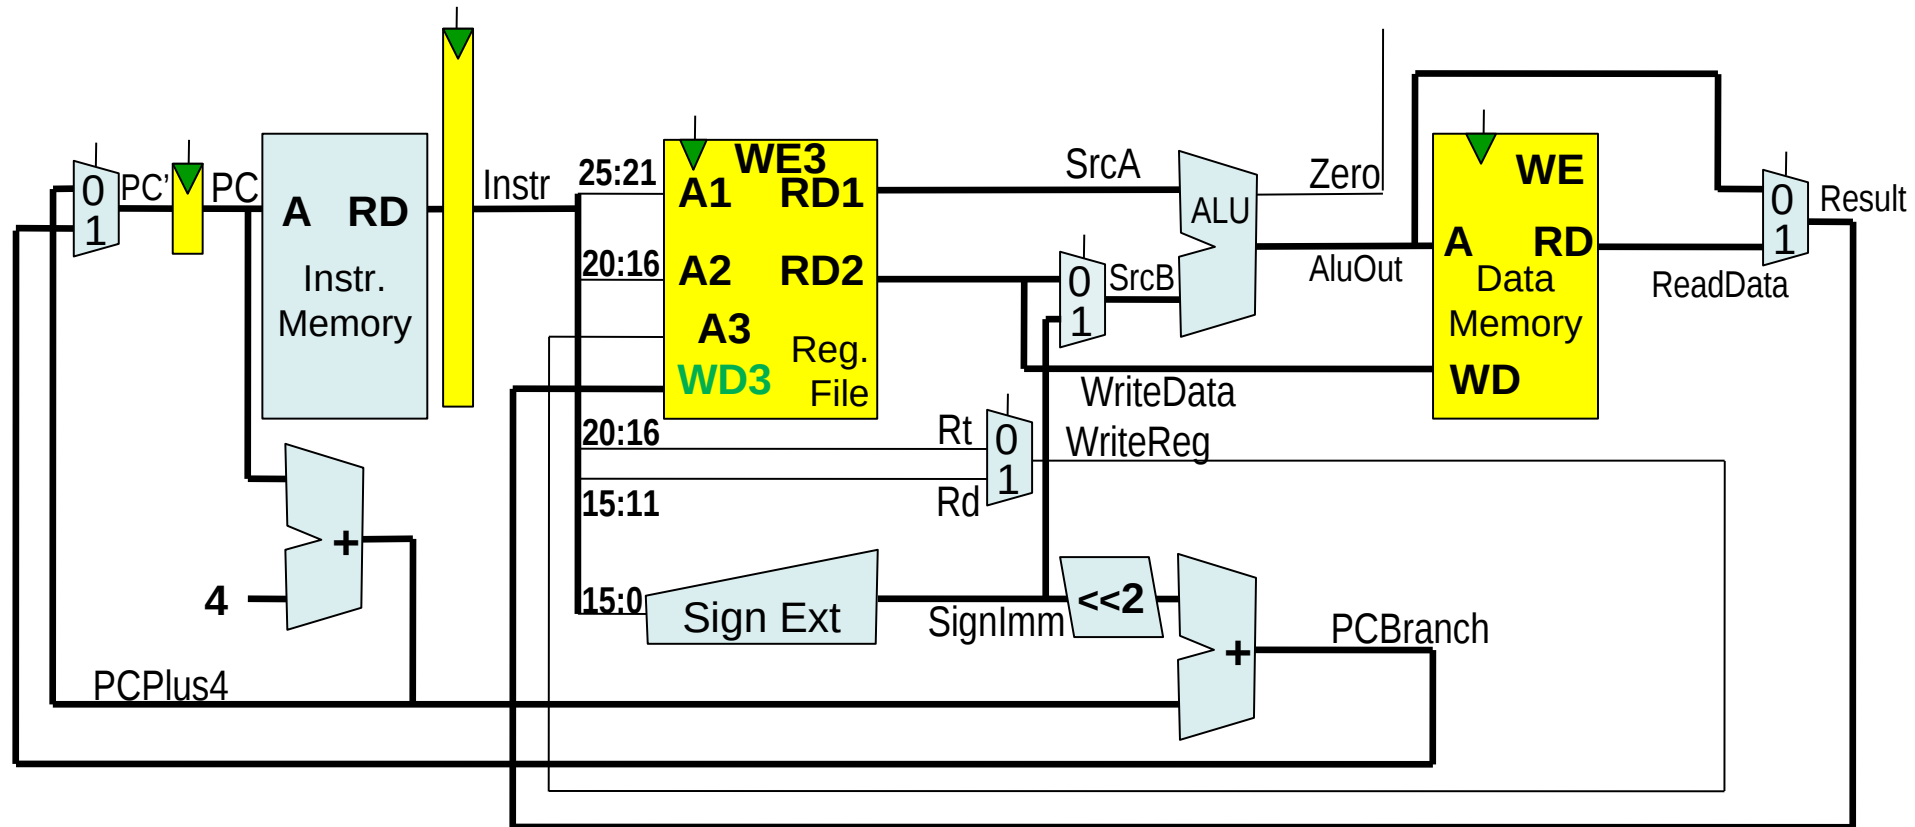 0
1
PC'
PC
A RD
Instr.
Memory
Instr
25:21
20:16
WE3
A1 RD1
A2 RD2
A3
WD3
Reg.
File
SrcA
0
1
SrcB
ALU
Zero
AluOut
WE
A RD
Data
Memory
WD
0
1
Result
ReadData
WriteData
WriteReg
20:16
Rt
0
1
15:11
Rd
+
4
15:0
Sign Ext
SignImm
<<2
+
PCBranch
PCPlus4